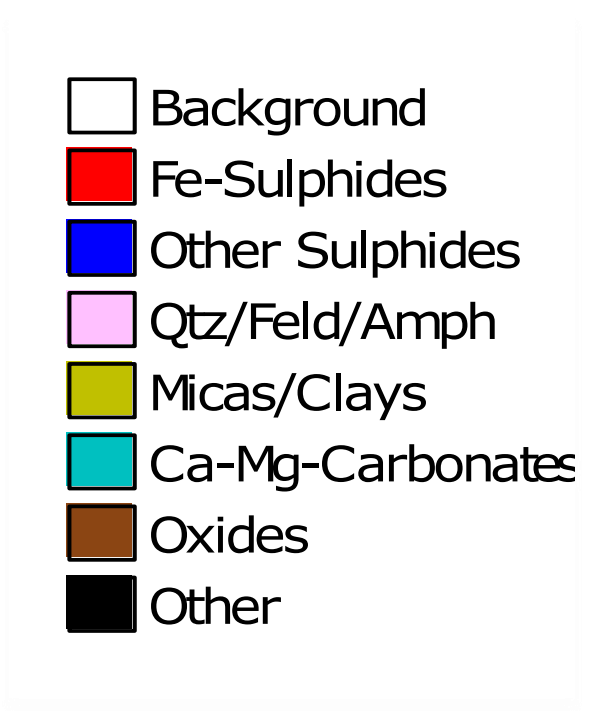 Background
Fe-Sulphides
Other Sulphides
Qtz/Feld/Amph
Micas/Clays
Ca-Mg-Carbonates
Oxides
Other